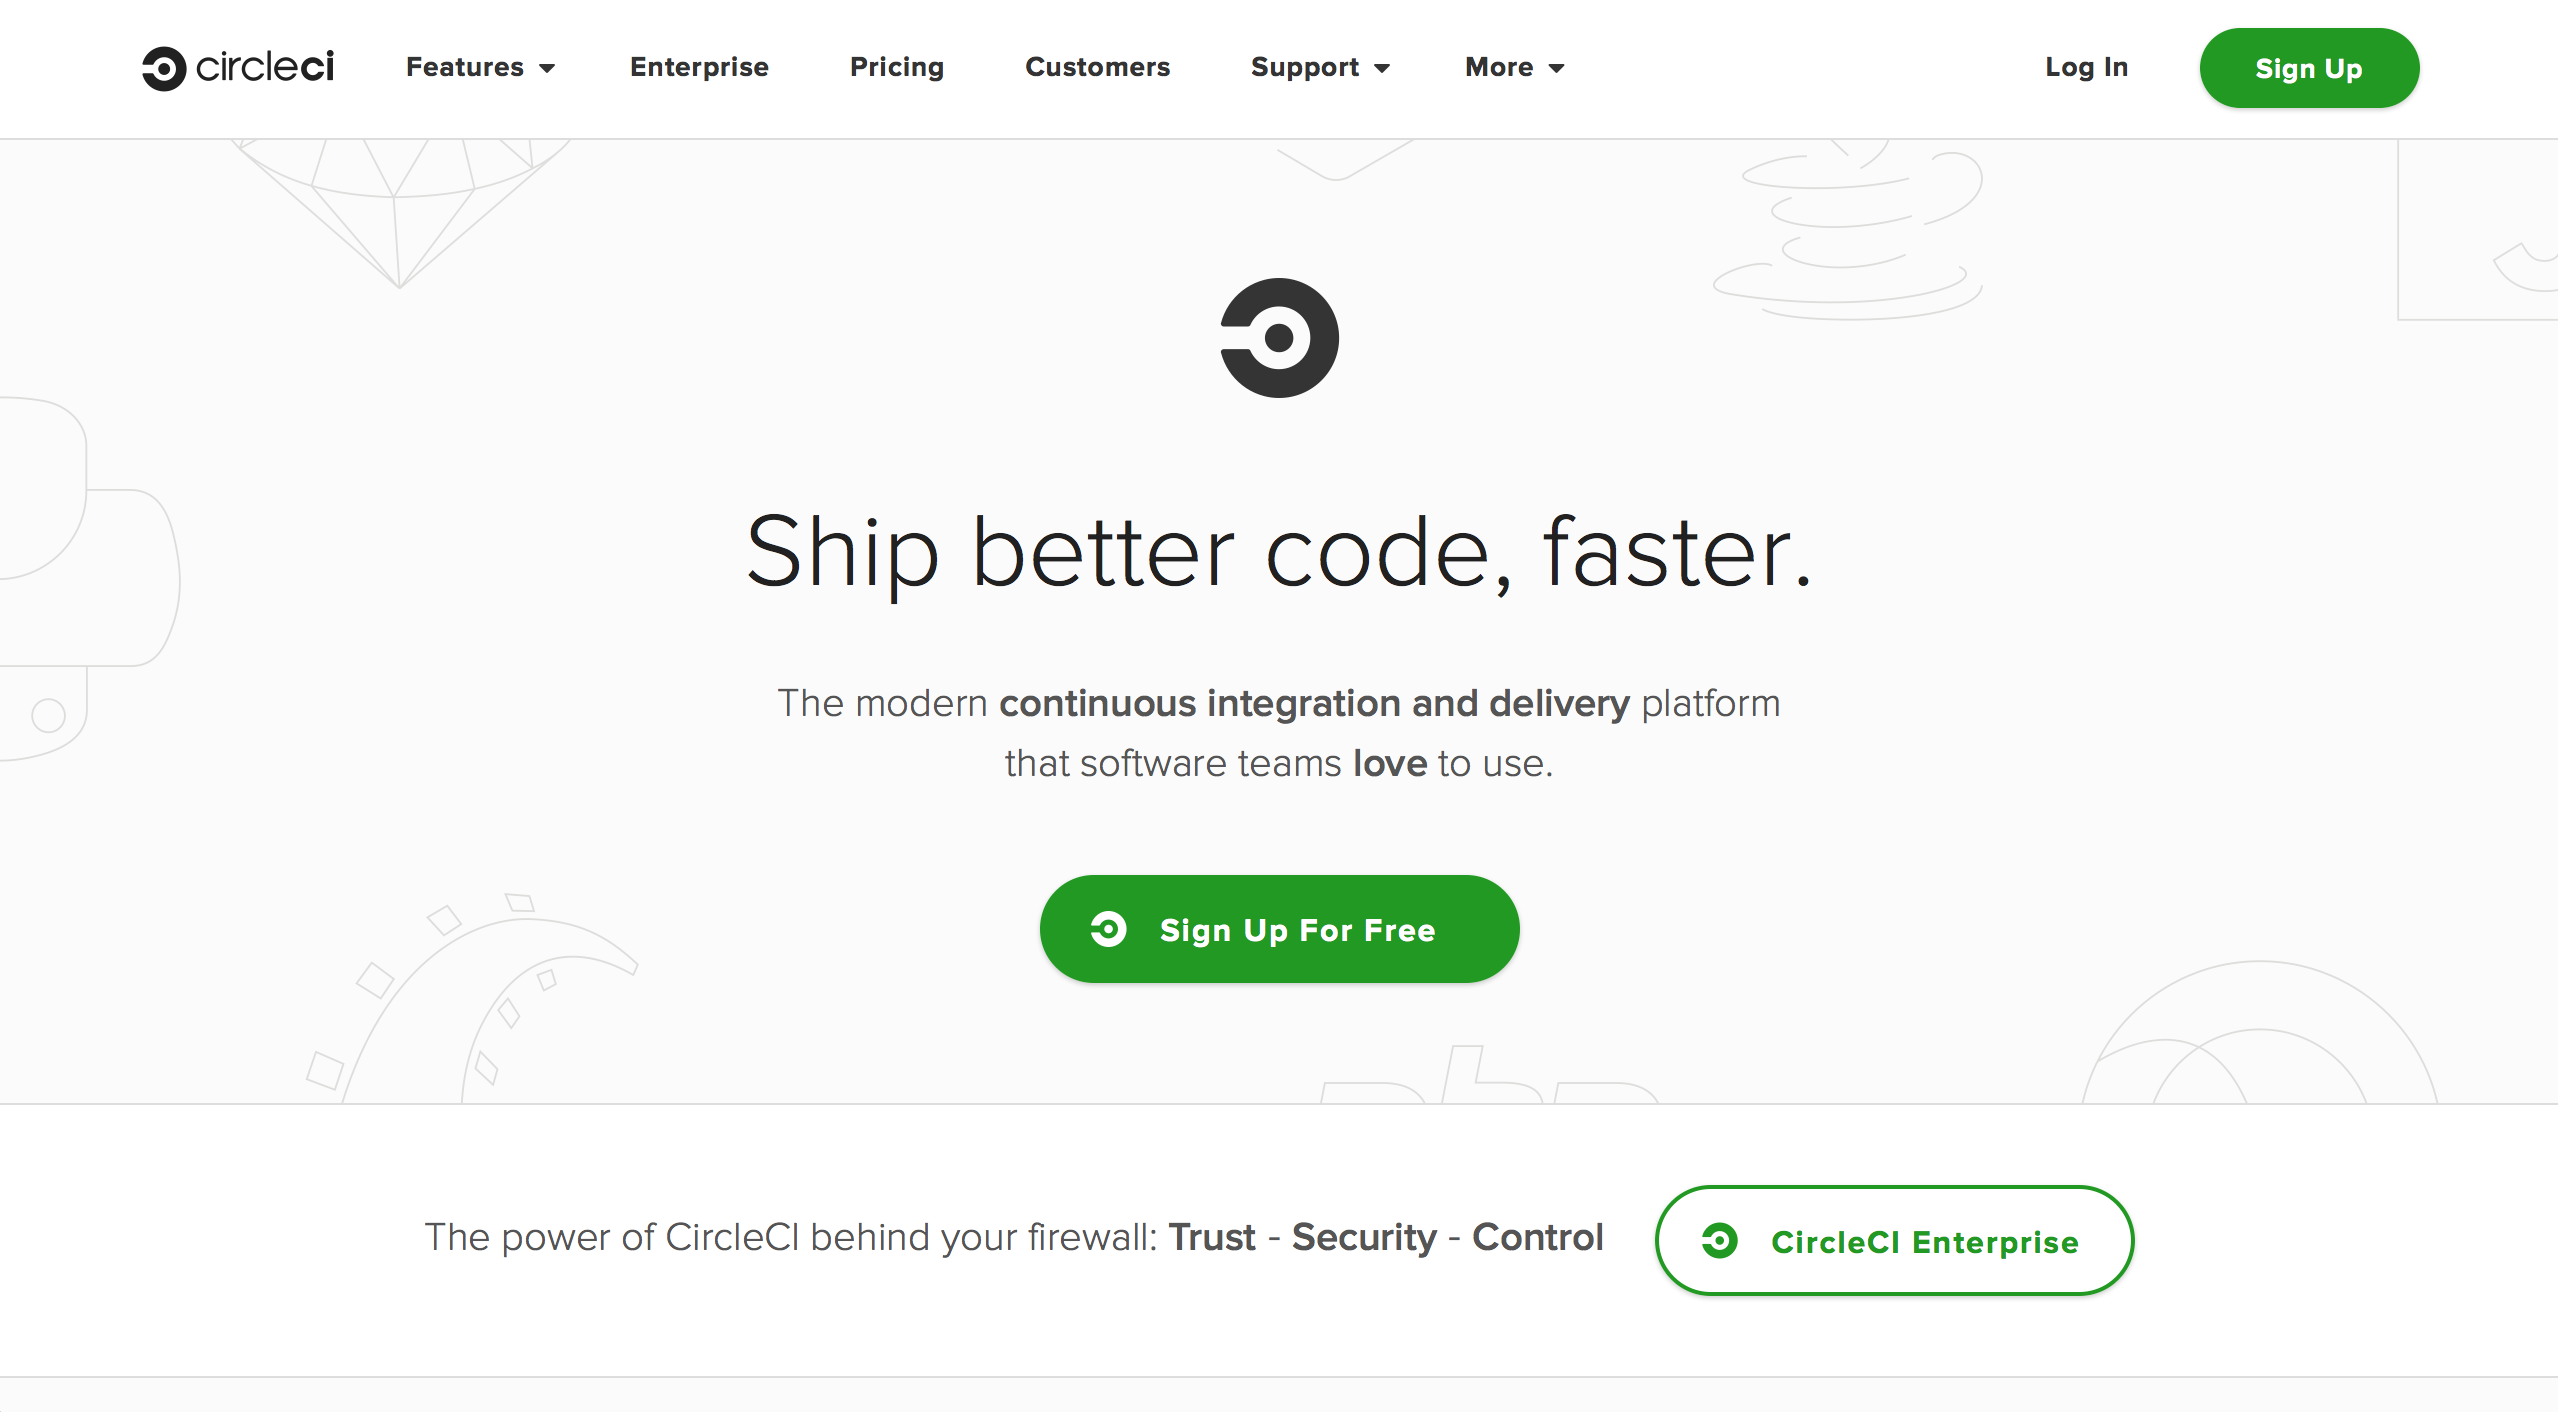 circleci Features Enterprise Pricing Customers Support More Log In Sign Up
Ship better code, faster.
The modern continuous integration and delivery platform
that software teams love to use.
Sign Up For Free
php
The power of CircleCI behind your firewall: Trust - Security - Control CircleCI Enterprise